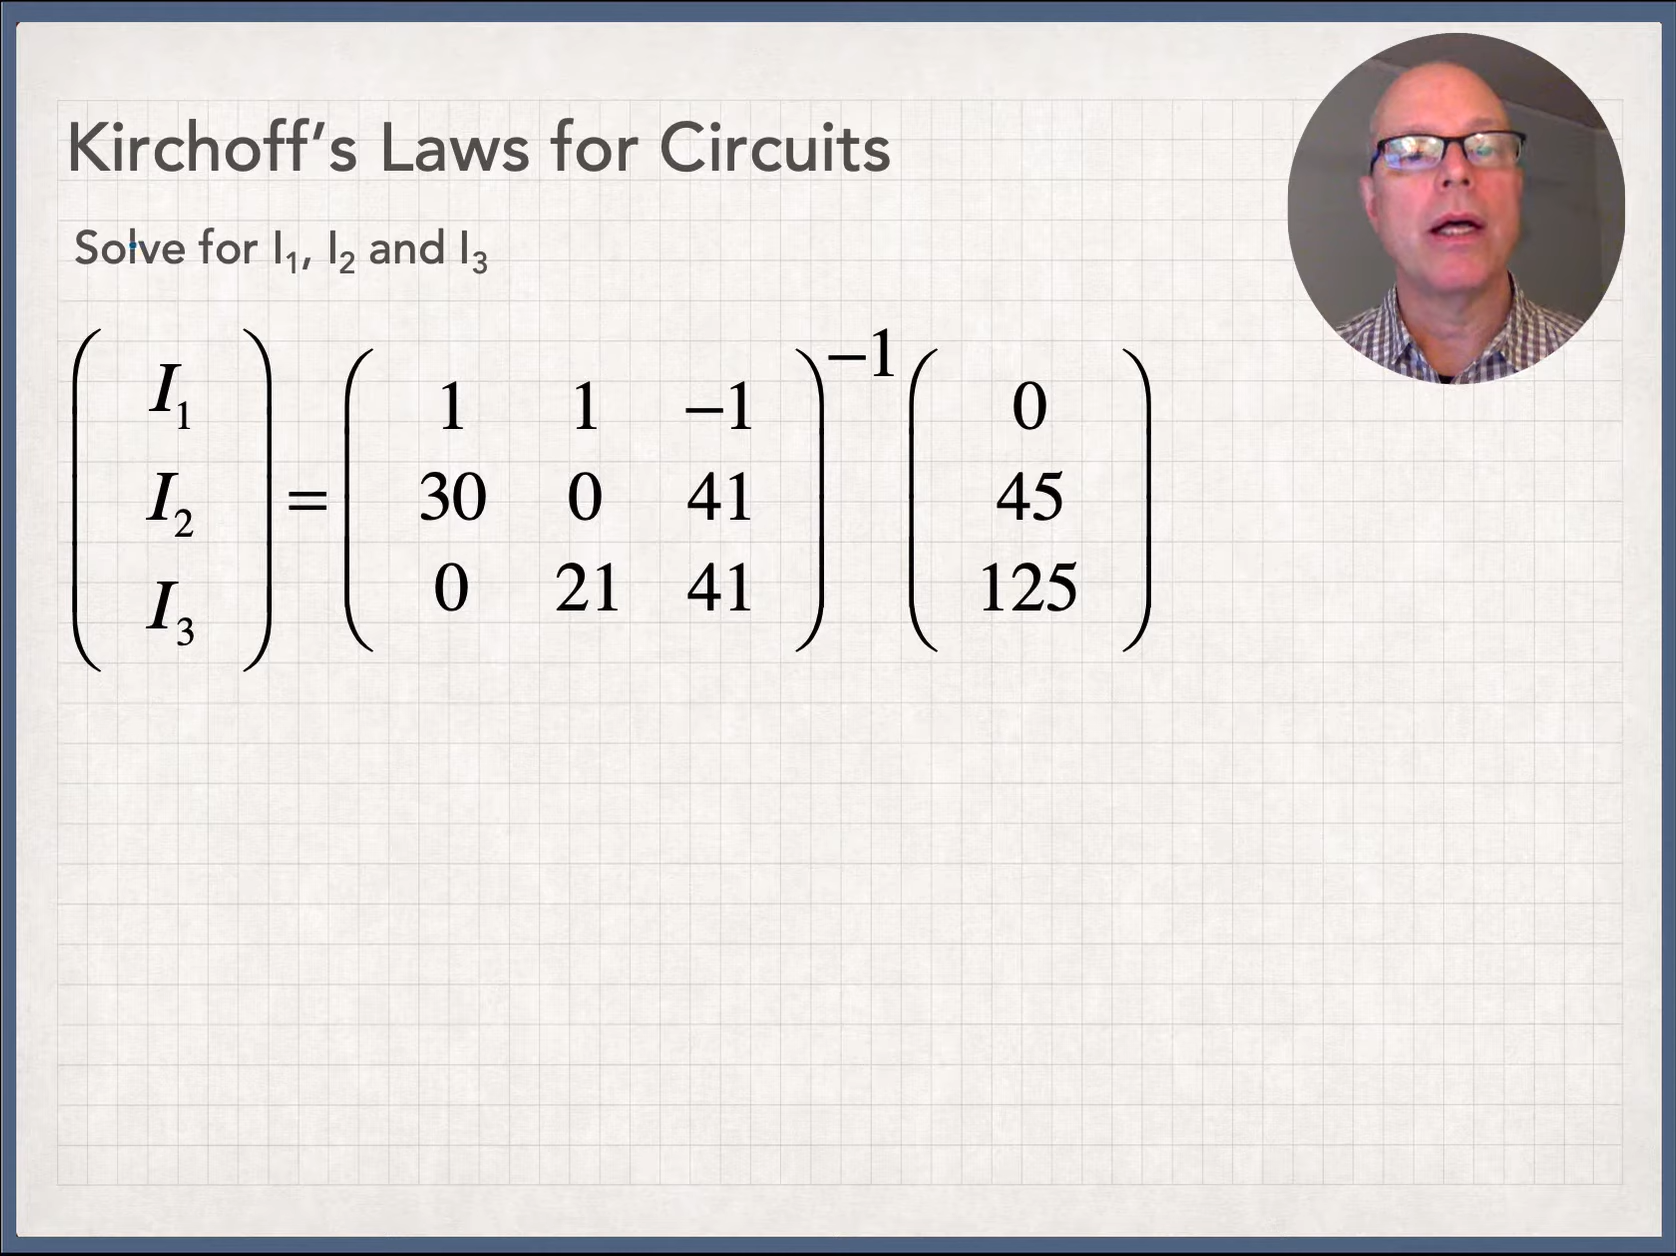 Kirchoff’s Laws for Circuits
Solve for I₁, I₂ and I₃
( I₁ ) = ( 1 1 −1 )⁻¹ ( 0 )
( I₂ ) ( 30 0 41 ) ( 45 )
( I₃ ) ( 0 21 41 ) ( 125 )